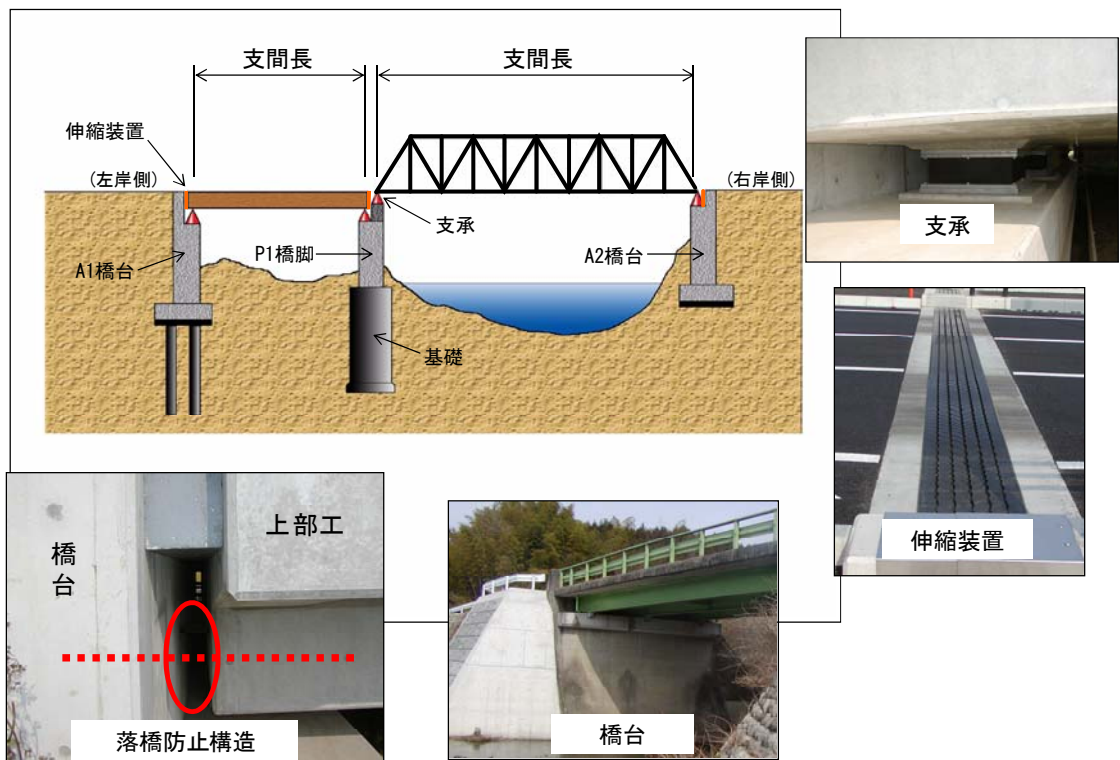 支間長
支間長
伸縮装置
(左岸側)
(右岸側)
支承
P1橋脚
A1橋台
A2橋台
基礎
支承
伸縮装置
橋台
上部工
落橋防止構造
橋台